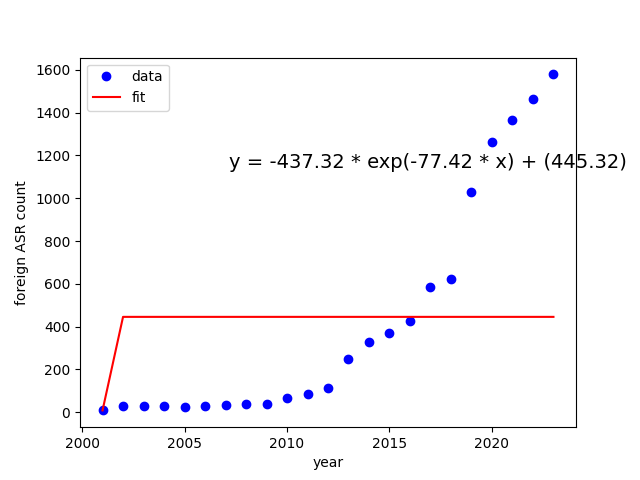 data
fit
y = -437.32 * exp(-77.42 * x) + (445.32)
foreign ASR count
1600
1400
1200
1000
800
600
400
200
0
2000
2005
2010
2015
2020
year